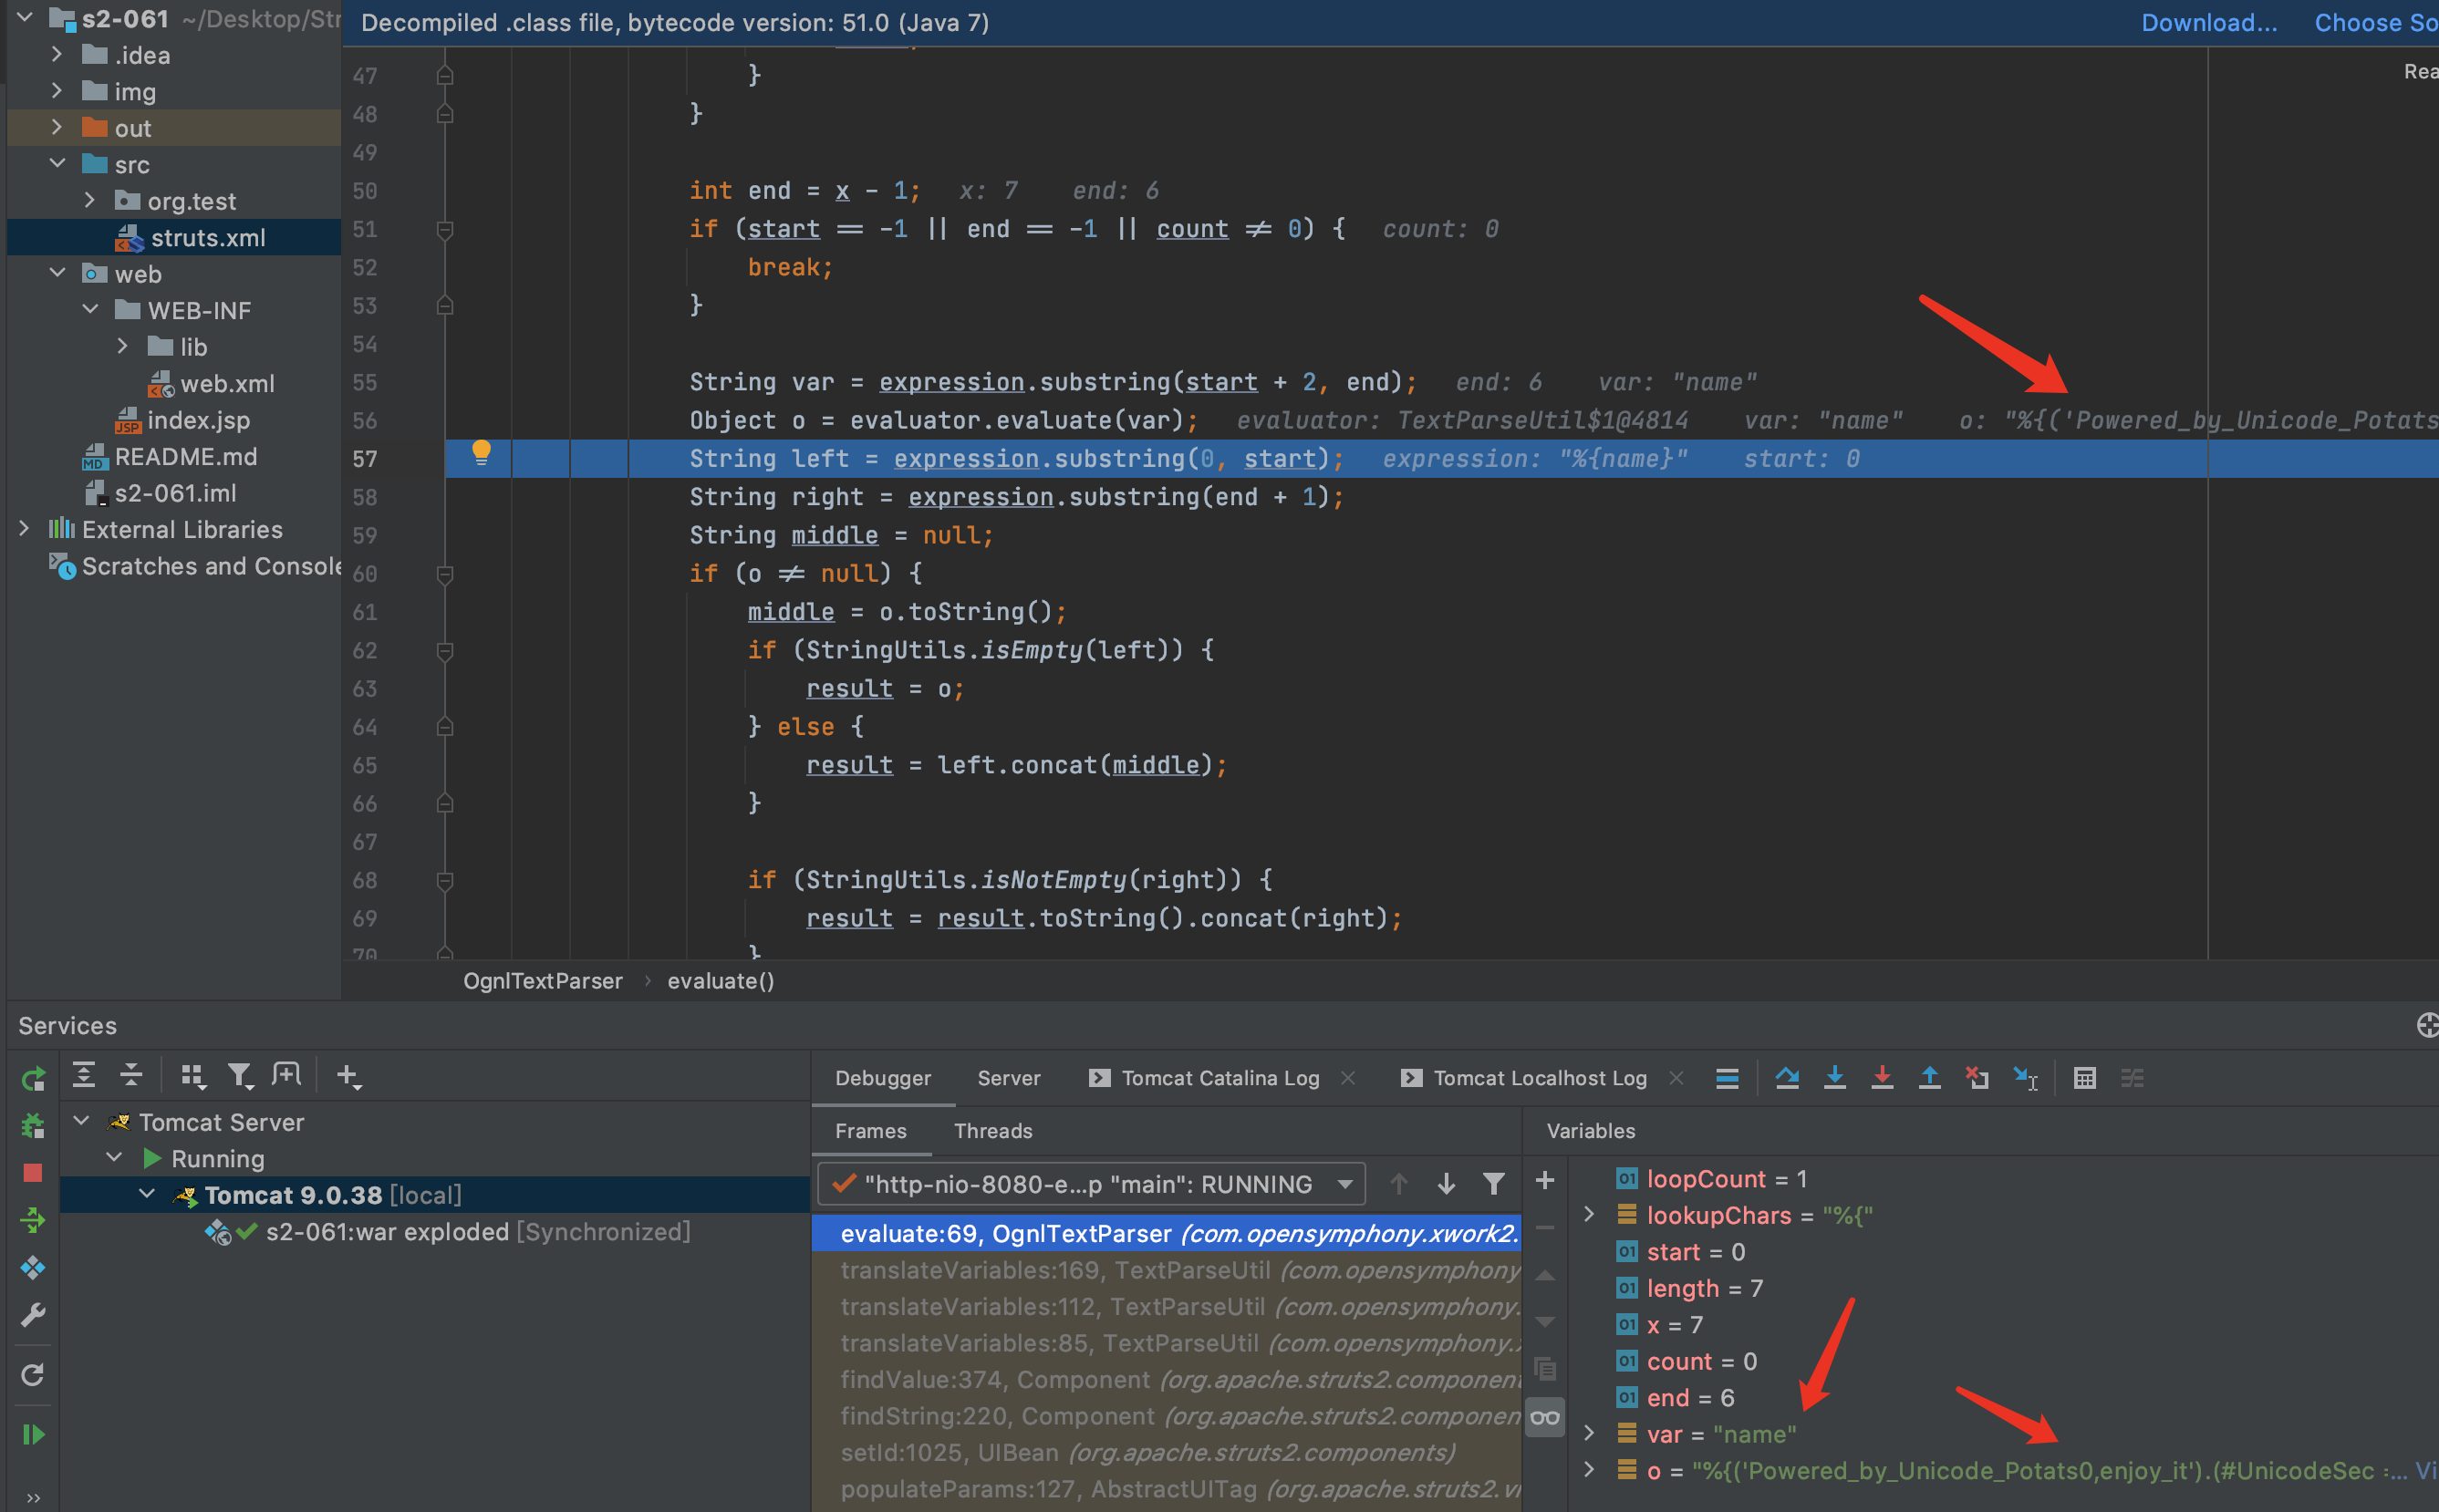 s2-061 ~/Desktop/Str
.idea
img
out
src
org.test
struts.xml
web
WEB-INF
lib
web.xml
index.jsp
README.md
s2-061.iml
External Libraries
Scratches and Console
Decompiled .class file, bytecode version: 51.0 (Java 7)
Download...
Choose So
Rea
47 }
48 }
49
50 int end = x - 1; x: 7 end: 6
51 if (start == -1 || end == -1 || count != 0) { count: 0
52 break;
53 }
54
55 String var = expression.substring(start + 2, end); end: 6 var: "name"
56 Object o = evaluator.evaluate(var); evaluator: TextParseUtil$1@4814 var: "name" o: "%{('Powered_by_Unicode_Potats
57 String left = expression.substring(0, start); expression: "%{name}" start: 0
58 String right = expression.substring(end + 1);
59 String middle = null;
60 if (o != null) {
61 middle = o.toString();
62 if (StringUtils.isEmpty(left)) {
63 result = o;
64 } else {
65 result = left.concat(middle);
66 }
67
68 if (StringUtils.isNotEmpty(right)) {
69 result = result.toString().concat(right);
70 }
OgnlTextParser › evaluate()
Services
Tomcat Server
Running
Tomcat 9.0.38 [local]
s2-061:war exploded [Synchronized]
Debugger
Server
Tomcat Catalina Log
Tomcat Localhost Log
Frames
Threads
"http-nio-8080-e...p "main": RUNNING
evaluate:69, OgnlTextParser (com.opensymphony.xwork2.
translateVariables:169, TextParseUtil (com.opensymphony
translateVariables:112, TextParseUtil (com.opensymphony.
translateVariables:85, TextParseUtil (com.opensymphony.x
findValue:374, Component (org.apache.struts2.component
findString:220, Component (org.apache.struts2.componen
setId:1025, UIBean (org.apache.struts2.components)
populateParams:127, AbstractUITag (org.apache.struts2.vi
Variables
loopCount = 1
lookupChars = "%{"
start = 0
length = 7
x = 7
count = 0
end = 6
var = "name"
o = "%{('Powered_by_Unicode_Potats0,enjoy_it').(#UnicodeSec :... Vi